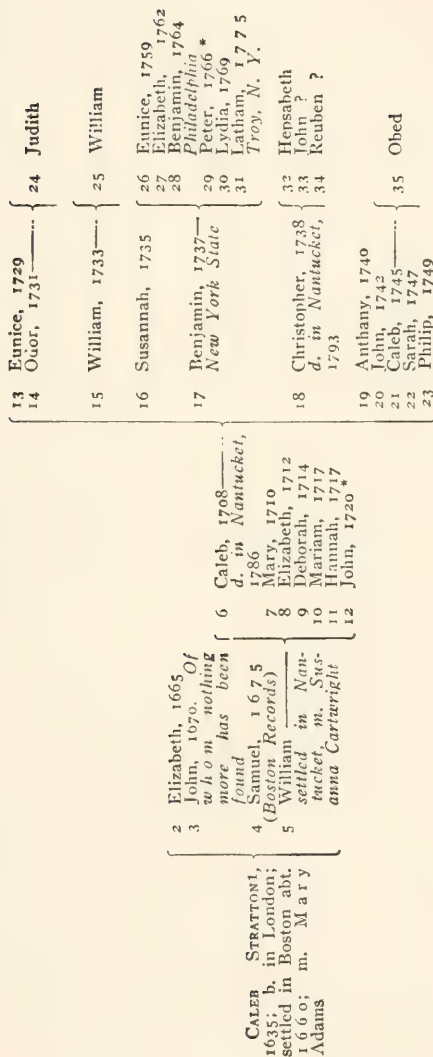 CALEB STRATTON1,
1635; b. in London;
settled in Boston abt.
1660; m. Mary
Adams
2 Elizabeth, 1665
3 John, 1670. Of
whom nothing
more has been
found
4 Samuel, 1675
(Boston Records)
5 William
settled in Nan-
tucket, m. Sus-
anna Cartwright
6 Caleb, 1708
d. in Nantucket,
1786
7 Mary, 1710
8 Elizabeth, 1712
9 Deborah, 1714
10 Mariam, 1717
11 Hannah, 1717
12 John, 1720*
13 Eunice, 1729
14 Odor, 1731
15 William, 1733
16 Susannah, 1735
17 Benjamin, 1737
New York State
18 Christopher, 1738
d. in Nantucket,
1793
19 Anthany, 1740
20 John, 1742
21 Caleb, 1745
22 Sarah, 1747
23 Philip, 1749
24 Judith
25 William
26 Eunice, 1759
27 Elizabeth, 1762
28 Benjamin, 1764
Philadelphia
29 Peter, 1766*
30 Lydia, 1769
31 Latham, 1775
Troy, N. Y.
32 Hepsabeth
33 John ?
34 Reuben ?
35 Obed